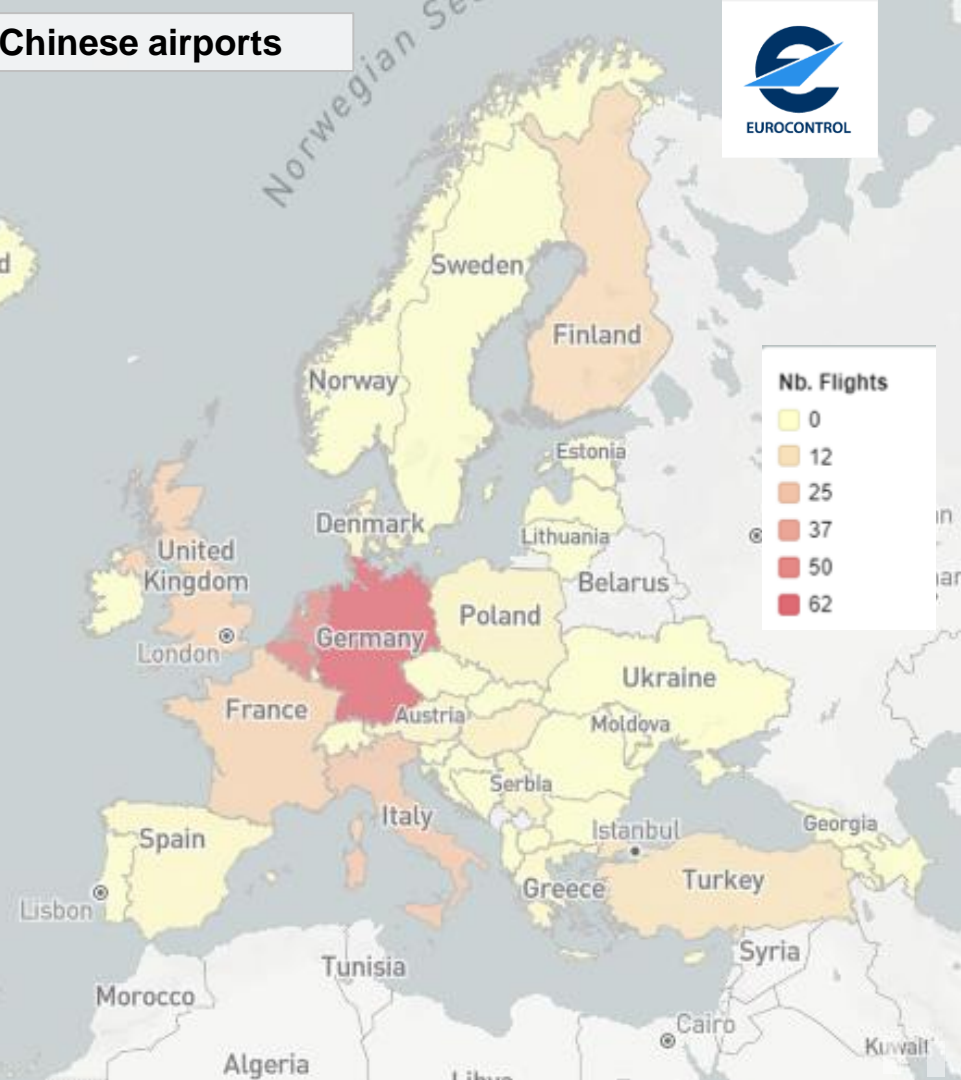 Chinese airports
Norwegian Se
EUROCONTROL
d
Sweden
Finland
Norway
Nb. Flights
0
12
25
37
50
62
Estonia
Denmark
Lithuania
United
Kingdom
Belarus
Poland
Germany
London
Ukraine
France
Austria
Moldova
Serbia
Italy
Istanbul
Georgia
Spain
Turkey
Greece
Lisbon
Syria
Tunisia
Morocco
Cairo
Kuwait
Algeria
Libya